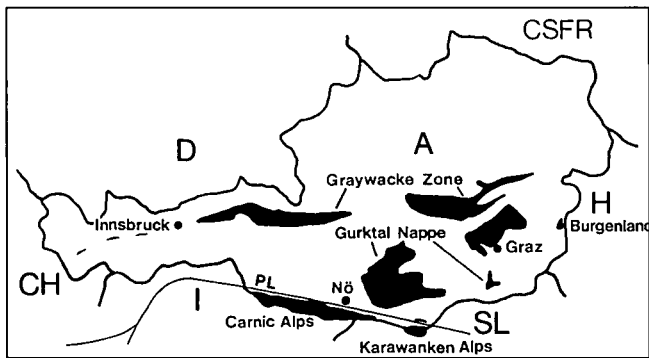 CSFR
D
A
Graywacke Zone
Innsbruck
H
Burgenland
Gurktal Nappe
Graz
CH
I
PL
Nö
SL
Carnic Alps
Karawanken Alps